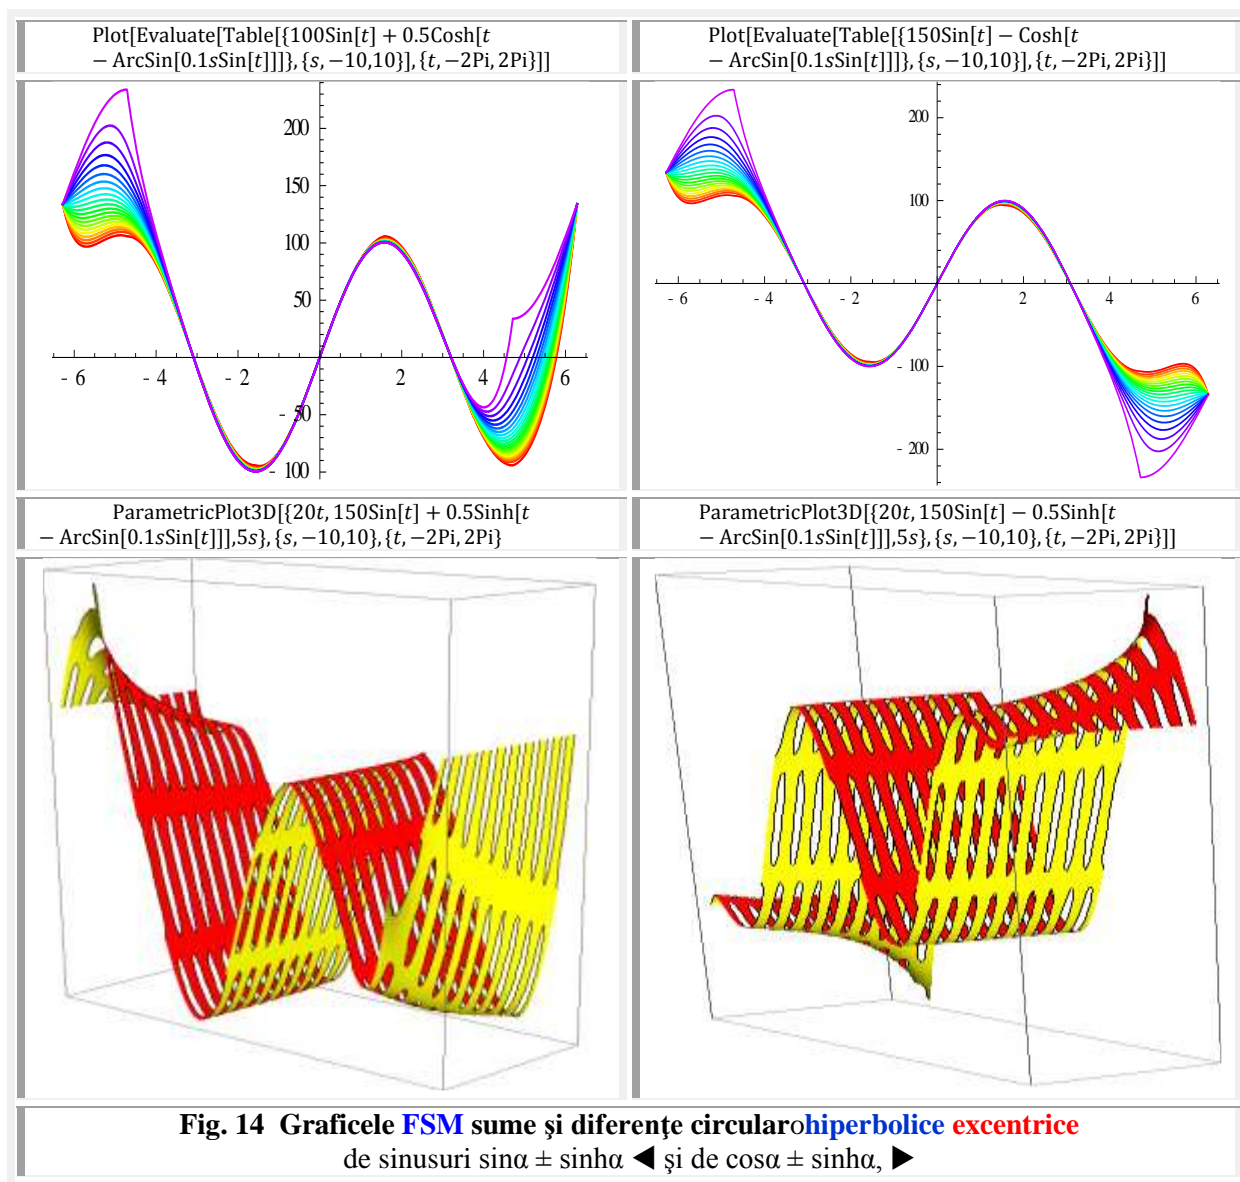 Plot[Evaluate[Table[{100Sin[t] + 0.5Cosh[t
− ArcSin[0.1sSin[t]]]}, {s, −10,10}], {t, −2Pi, 2Pi}]]
Plot[Evaluate[Table[{150Sin[t] − Cosh[t
− ArcSin[0.1sSin[t]]]}, {s, −10,10}], {t, −2Pi, 2Pi}]]
200
150
100
50
- 6
- 4
- 2
2
4
6
- 50
- 100
200
100
- 6
- 4
- 2
2
4
6
- 100
- 200
ParametricPlot3D[{20t, 150Sin[t] + 0.5Sinh[t
− ArcSin[0.1sSin[t]]],5s}, {s, −10,10}, {t, −2Pi, 2Pi}
ParametricPlot3D[{20t, 150Sin[t] − 0.5Sinh[t
− ArcSin[0.1sSin[t]]],5s}, {s, −10,10}, {t, −2Pi, 2Pi}]]
Fig. 14 Graficele FSM sume şi diferenţe circularohiperbolice excentrice
de sinusuri sinα ± sinhα ◄ şi de cosα ± sinhα, ►